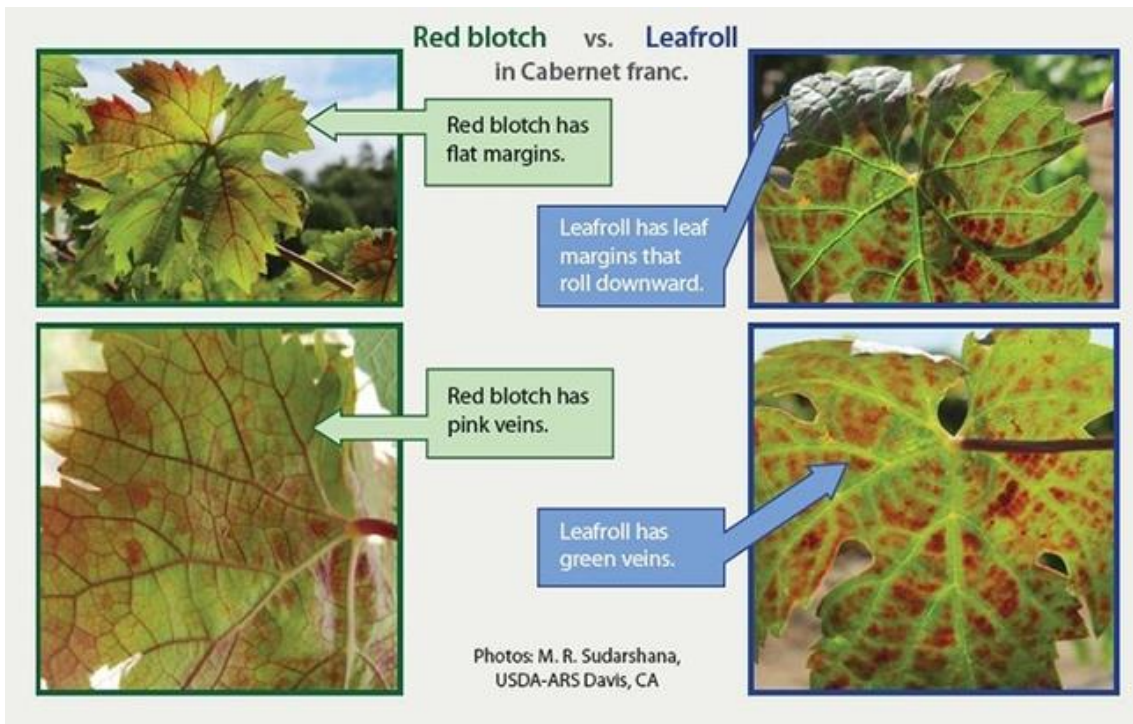 Red blotch vs. Leafroll
in Cabernet franc.
Red blotch has
flat margins.
Leafroll has leaf
margins that
roll downward.
Red blotch has
pink veins.
Leafroll has
green veins.
Photos: M. R. Sudarshana,
USDA-ARS Davis, CA